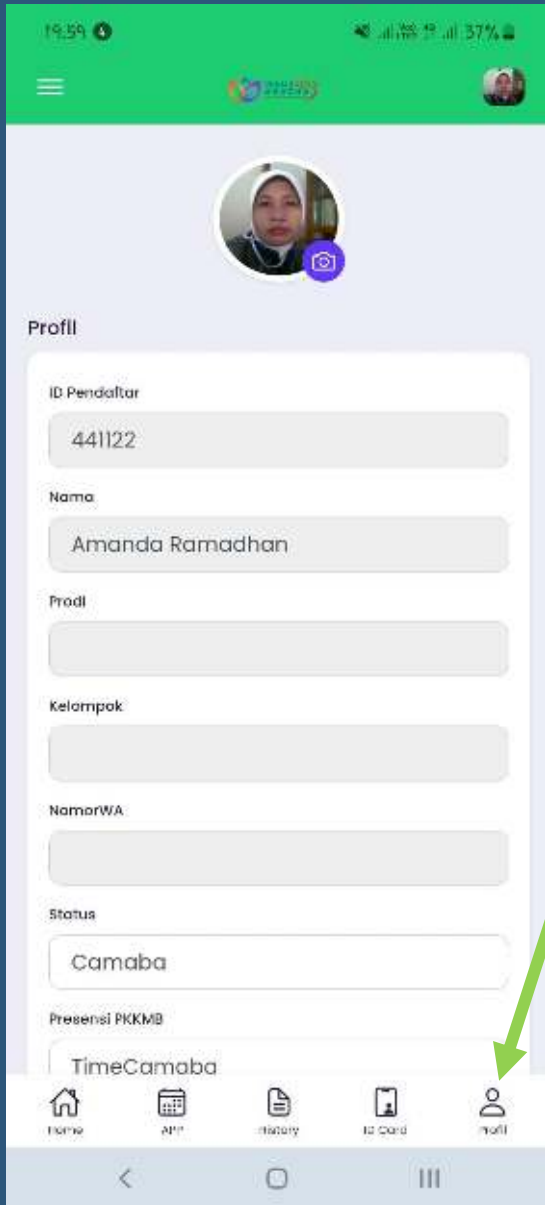 19:59
37%
Profil
ID Pendaftar
441122
Nama
Amanda Ramadhan
Prodi
Kelompok
NomorWA
Status
Camaba
Presensi PKKMB
TimeCamaba
Home
APP
History
ID Card
Profil